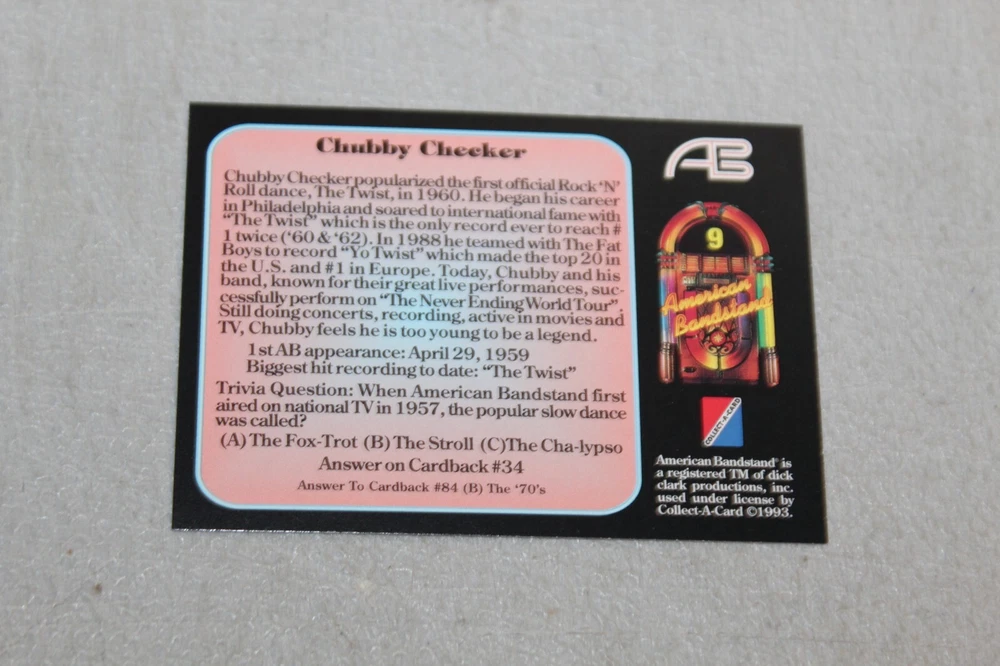 Chubby Checker
Chubby Checker popularized the first official Rock 'N'
Roll dance, The Twist, in 1960. He began his career
in Philadelphia and soared to international fame with
"The Twist" which is the only record ever to reach #
1 twice ('60 & '62). In 1988 he teamed with The Fat
Boys to record "Yo Twist" which made the top 20 in
the U.S. and #1 in Europe. Today, Chubby and his
band, known for their great live performances, suc-
cessfully perform on "The Never Ending World Tour".
Still doing concerts, recording, active in movies and
TV, Chubby feels he is too young to be a legend.
1st AB appearance: April 29, 1959
Biggest hit recording to date: "The Twist"
Trivia Question: When American Bandstand first
aired on national TV in 1957, the popular slow dance
was called?
(A) The Fox-Trot (B) The Stroll (C)The Cha-lypso
Answer on Cardback #34
Answer To Cardback #84 (B) The '70's
AB
9
American
Bandstand
COLLECT-A-CARD
American Bandstand® is
a registered TM of dick
clark productions, inc.
used under license by
Collect-A-Card ©1993.